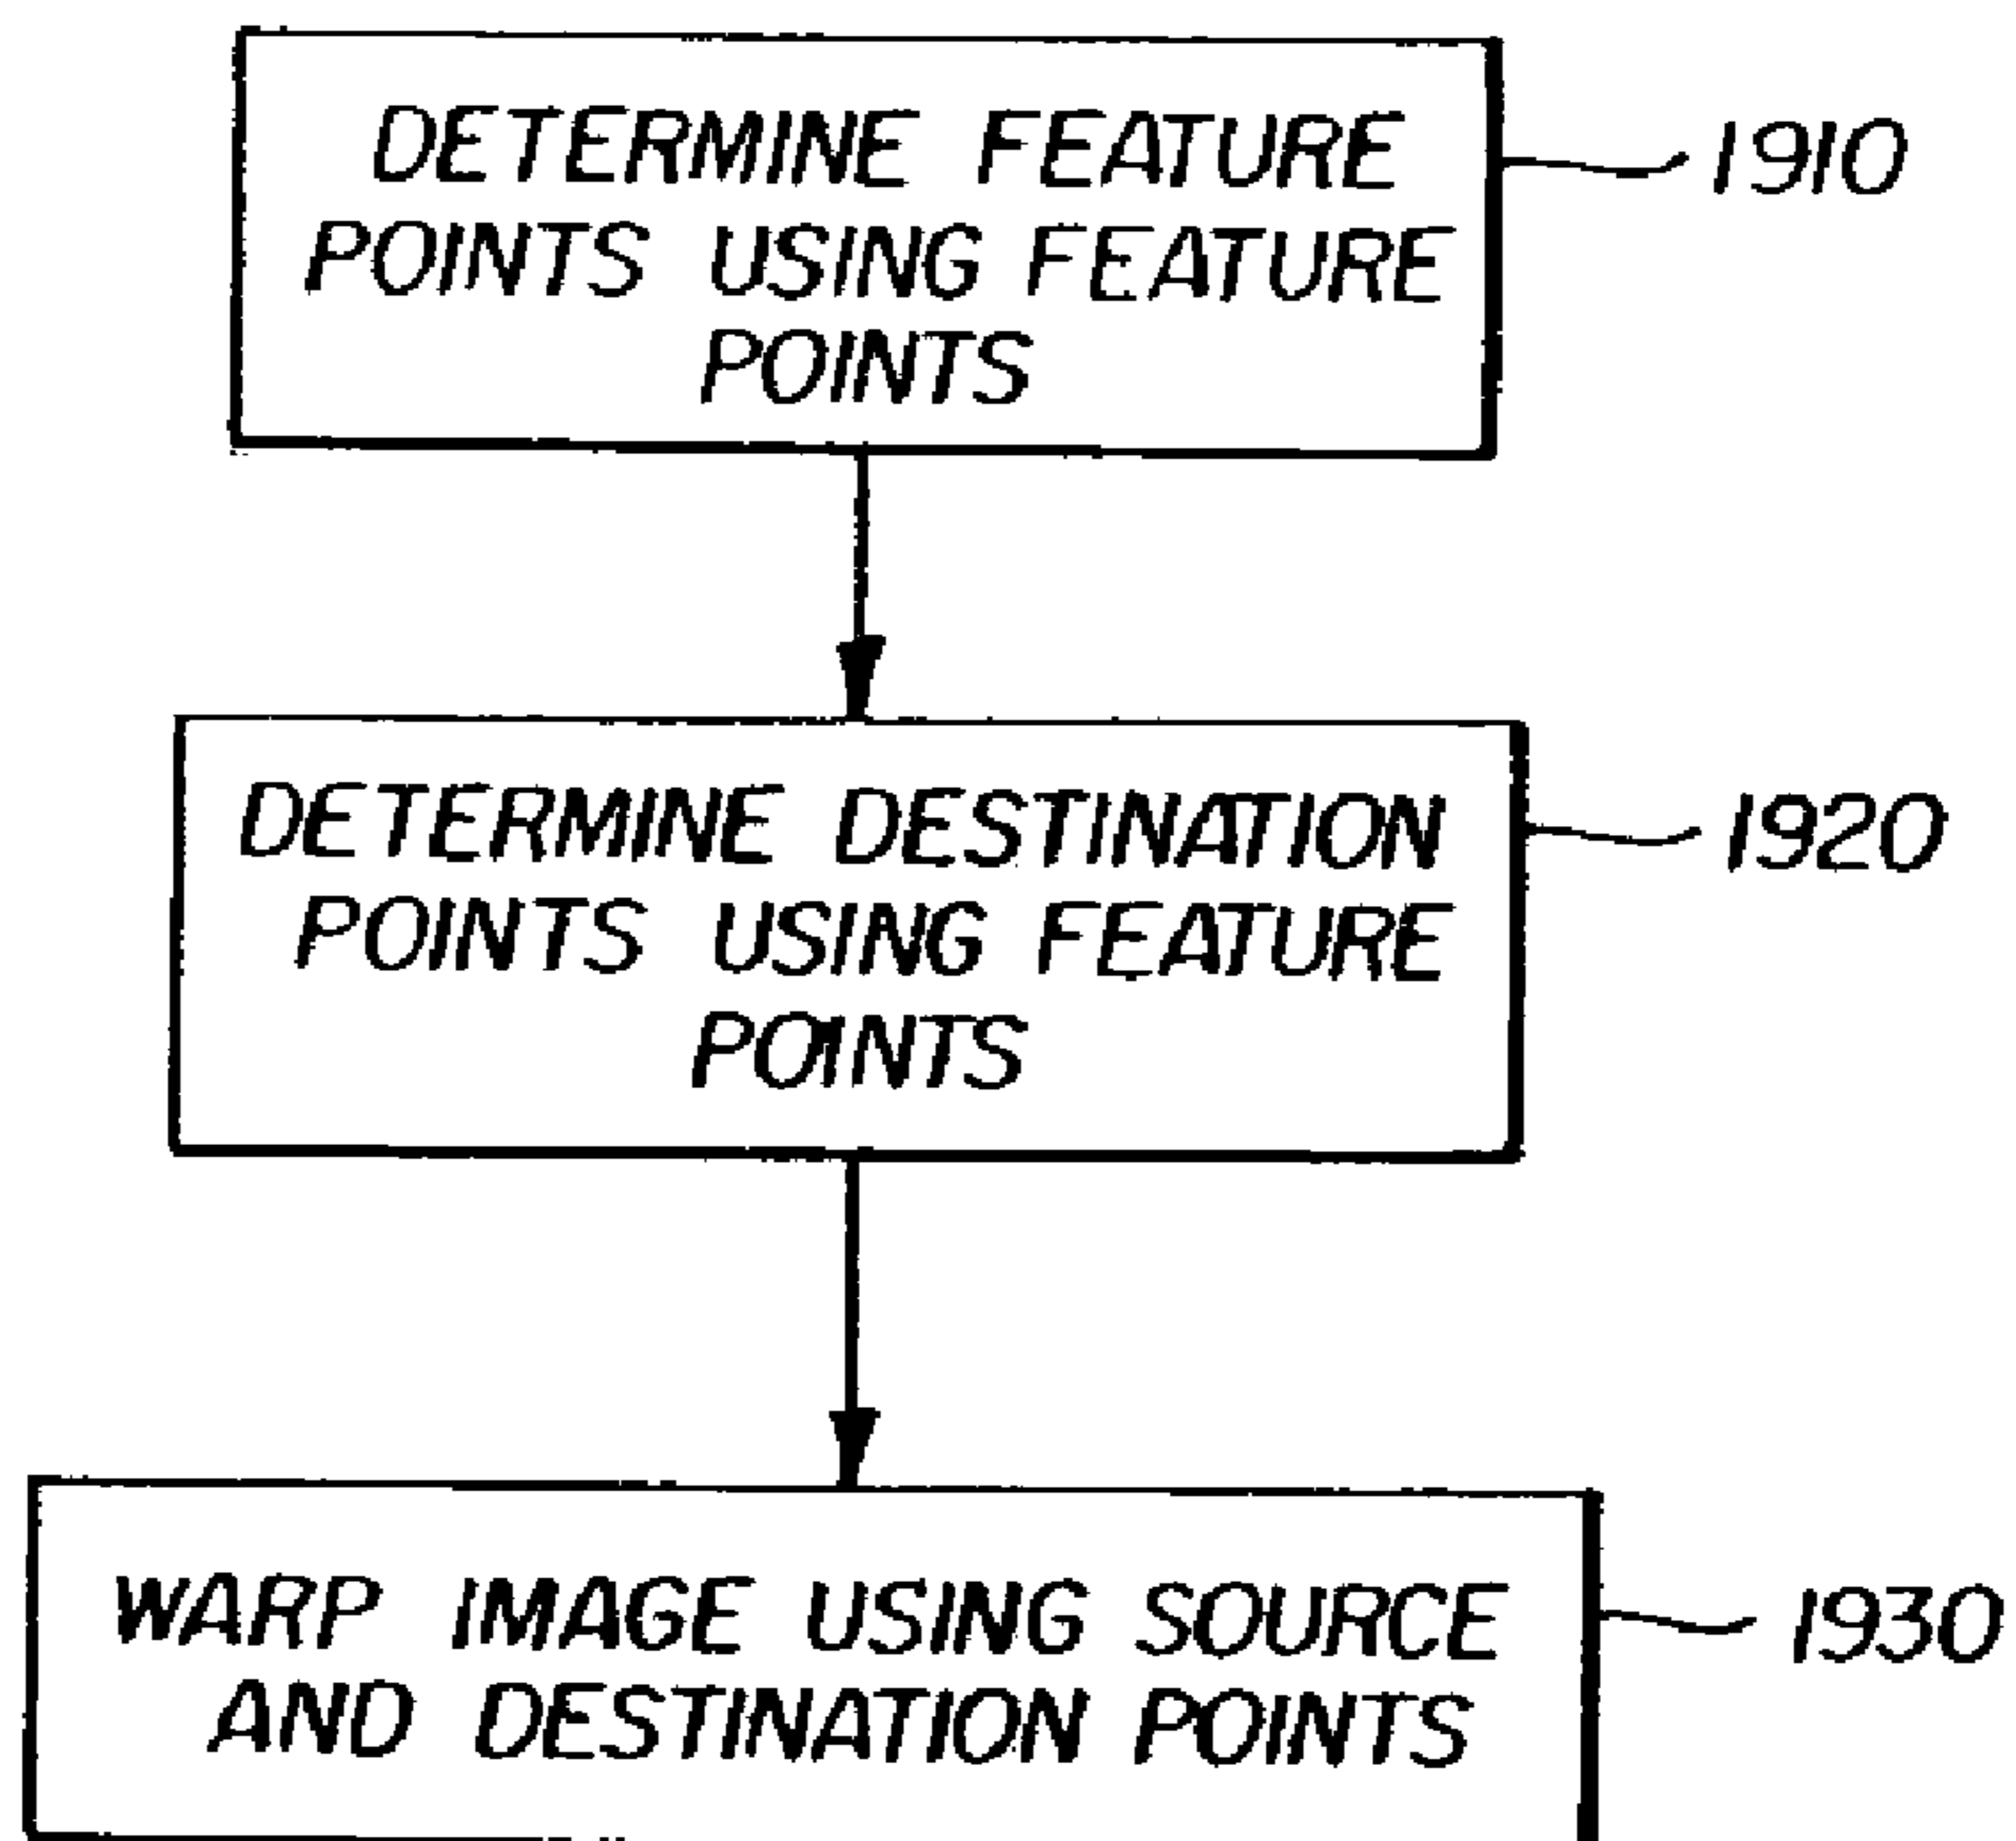 DETERMINE FEATURE
POINTS USING FEATURE
POINTS
1910
DETERMINE DESTINATION
POINTS USING FEATURE
POINTS
1920
WARP IMAGE USING SOURCE
AND DESTINATION POINTS
1930